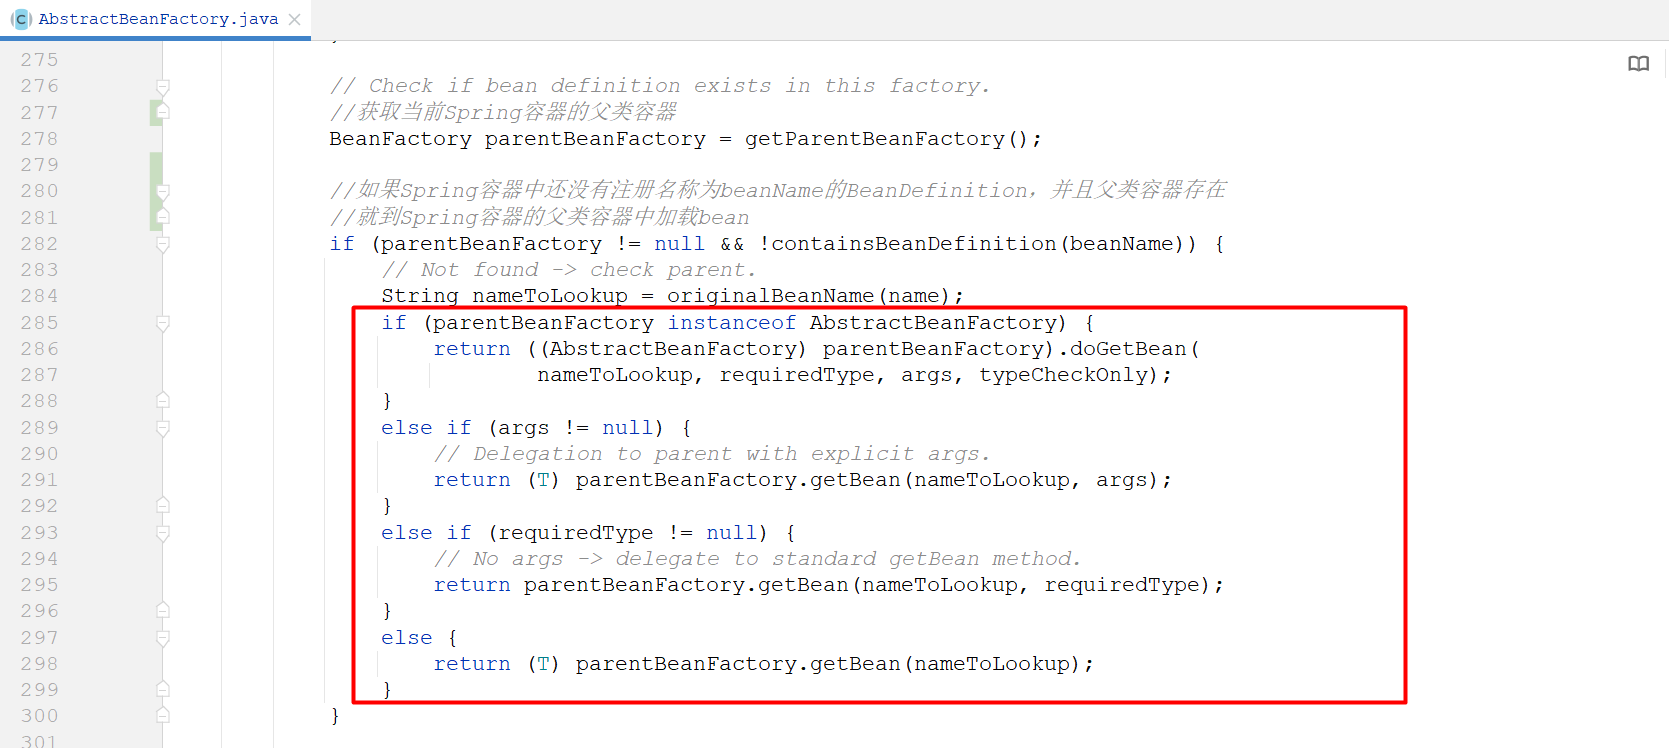 C AbstractBeanFactory.java ×
275
276 // Check if bean definition exists in this factory.
277 //获取当前Spring容器的父类容器
278 BeanFactory parentBeanFactory = getParentBeanFactory();
279
280 //如果Spring容器中还没有注册名称为beanName的BeanDefinition，并且父类容器存在
281 //就到Spring容器的父类容器中加载bean
282 if (parentBeanFactory != null && !containsBeanDefinition(beanName)) {
283 // Not found -> check parent.
284 String nameToLookup = originalBeanName(name);
285 if (parentBeanFactory instanceof AbstractBeanFactory) {
286 return ((AbstractBeanFactory) parentBeanFactory).doGetBean(
287 nameToLookup, requiredType, args, typeCheckOnly);
288 }
289 else if (args != null) {
290 // Delegation to parent with explicit args.
291 return (T) parentBeanFactory.getBean(nameToLookup, args);
292 }
293 else if (requiredType != null) {
294 // No args -> delegate to standard getBean method.
295 return parentBeanFactory.getBean(nameToLookup, requiredType);
296 }
297 else {
298 return (T) parentBeanFactory.getBean(nameToLookup);
299 }
300 }
301